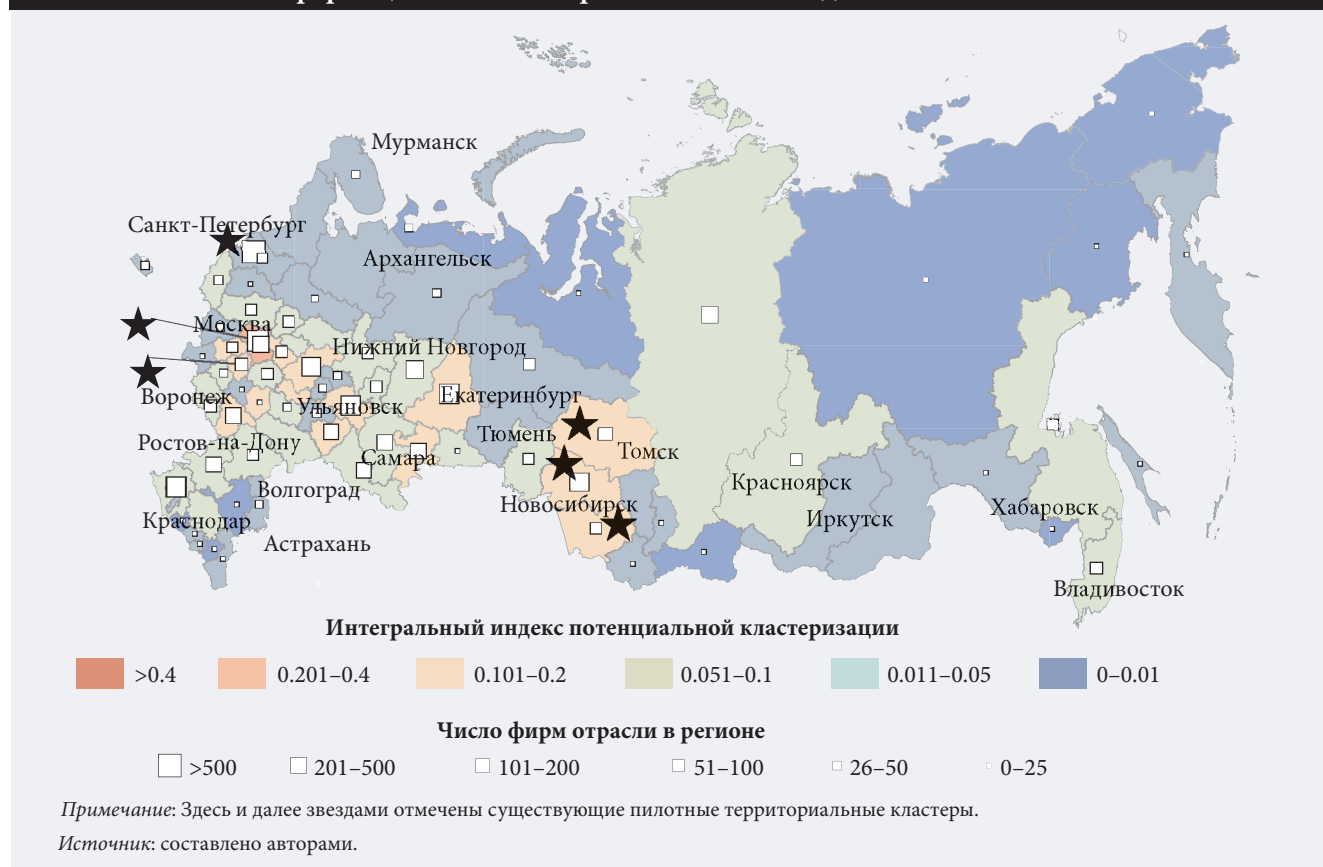 Мурманск
Санкт-Петербург
Архангельск
Москва
Нижний Новгород
Воронеж
Ульяновск
Екатеринбург
Ростов-на-Дону
Тюмень
Томск
Самара
Красноярск
Волгоград
Новосибирск
Хабаровск
Краснодар
Иркутск
Астрахань
Владивосток
Интегральный индекс потенциальной кластеризации
>0.4 0.201–0.4 0.101–0.2 0.051–0.1 0.011–0.05 0–0.01
Число фирм отрасли в регионе
>500 201–500 101–200 51–100 26–50 0–25
Примечание: Здесь и далее звездами отмечены существующие пилотные территориальные кластеры.
Источник: составлено авторами.